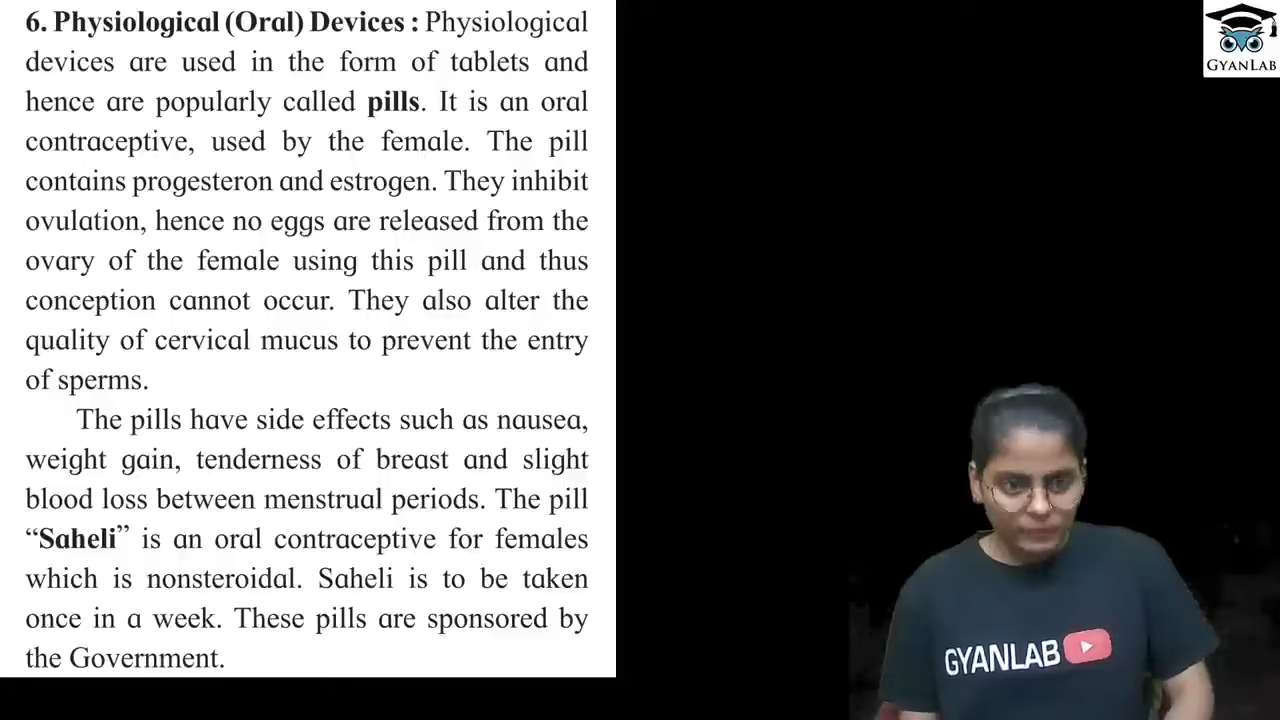 6. Physiological (Oral) Devices : Physiological
devices are used in the form of tablets and
hence are popularly called pills. It is an oral
contraceptive, used by the female. The pill
contains progesteron and estrogen. They inhibit
ovulation, hence no eggs are released from the
ovary of the female using this pill and thus
conception cannot occur. They also alter the
quality of cervical mucus to prevent the entry
of sperms.
The pills have side effects such as nausea,
weight gain, tenderness of breast and slight
blood loss between menstrual periods. The pill
“Saheli” is an oral contraceptive for females
which is nonsteroidal. Saheli is to be taken
once in a week. These pills are sponsored by
the Government.
GYANLAB
GYANLAB